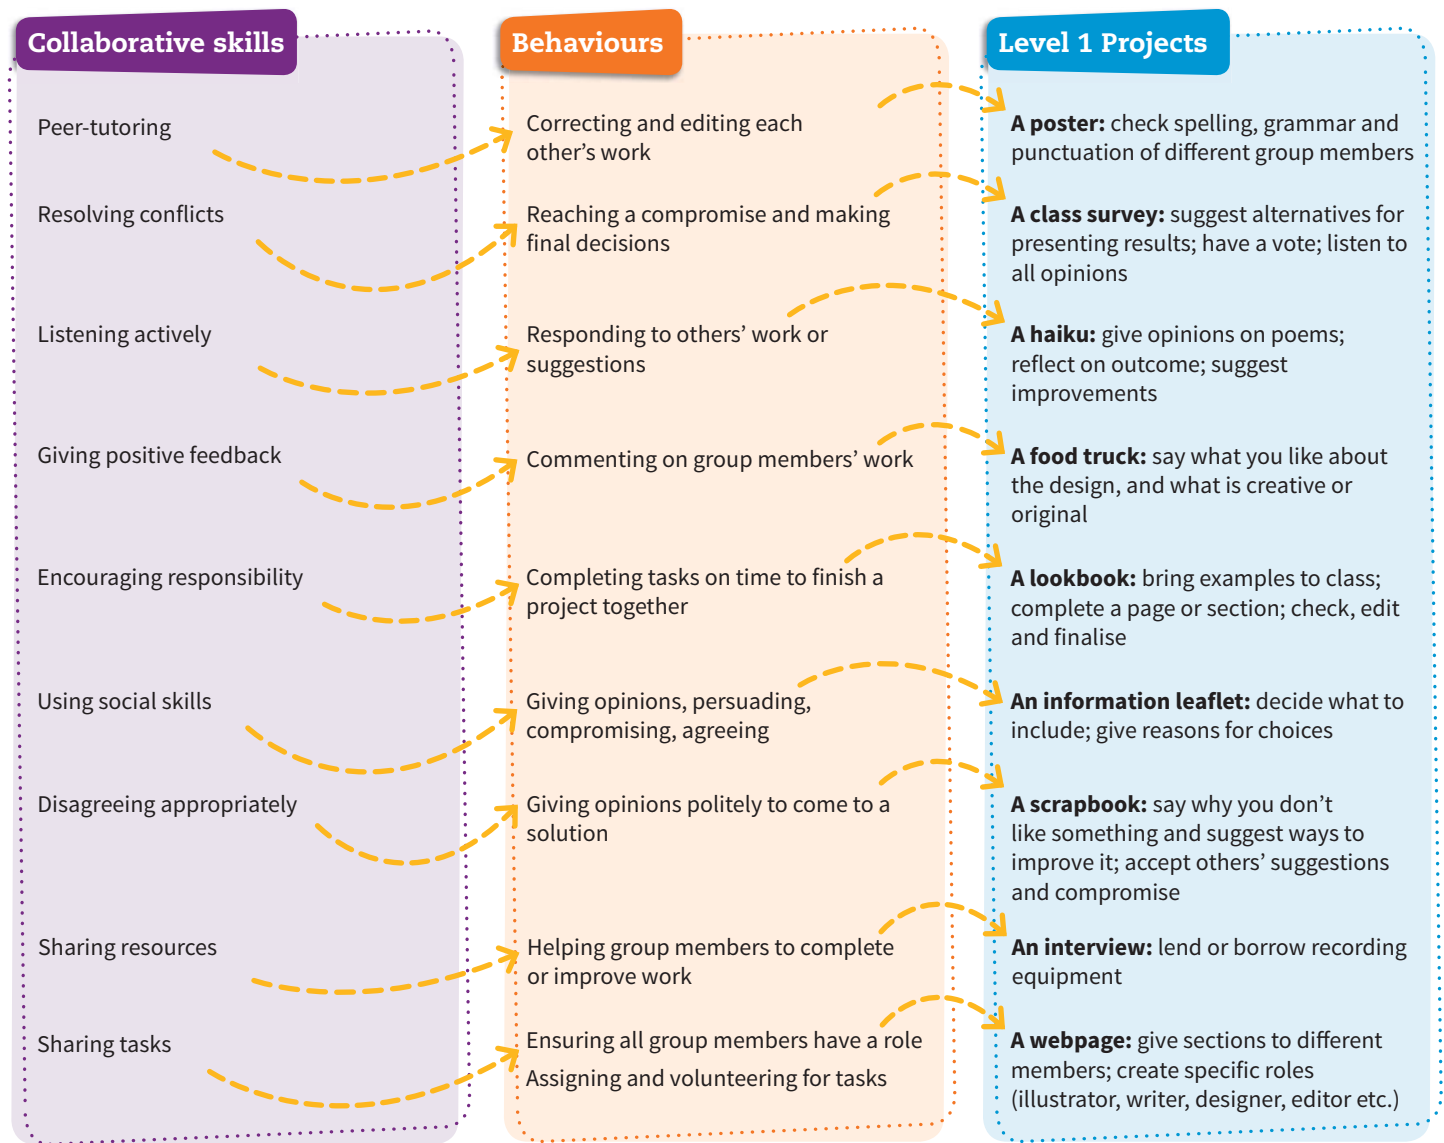 Collaborative skills
Peer-tutoring
Resolving conflicts
Listening actively
Giving positive feedback
Encouraging responsibility
Using social skills
Disagreeing appropriately
Sharing resources
Sharing tasks
Behaviours
Correcting and editing each
other’s work
Reaching a compromise and making
final decisions
Responding to others’ work or
suggestions
Commenting on group members’ work
Completing tasks on time to finish a
project together
Giving opinions, persuading,
compromising, agreeing
Giving opinions politely to come to a
solution
Helping group members to complete
or improve work
Ensuring all group members have a role
Assigning and volunteering for tasks
Level 1 Projects
A poster: check spelling, grammar and
punctuation of different group members
A class survey: suggest alternatives for
presenting results; have a vote; listen to
all opinions
A haiku: give opinions on poems;
reflect on outcome; suggest
improvements
A food truck: say what you like about
the design, and what is creative or
original
A lookbook: bring examples to class;
complete a page or section; check, edit
and finalise
An information leaflet: decide what to
include; give reasons for choices
A scrapbook: say why you don’t
like something and suggest ways to
improve it; accept others’ suggestions
and compromise
An interview: lend or borrow recording
equipment
A webpage: give sections to different
members; create specific roles
(illustrator, writer, designer, editor etc.)